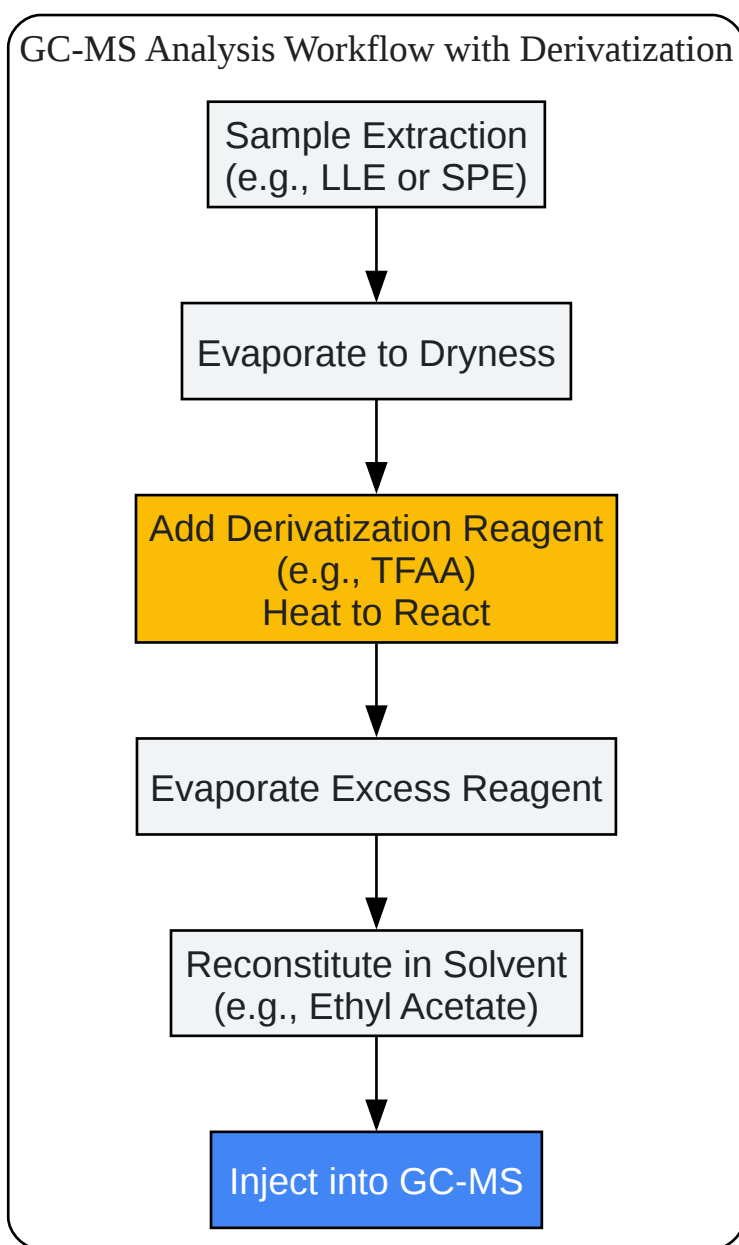 GC-MS Analysis Workflow with Derivatization
Sample Extraction
(e.g., LLE or SPE)
Evaporate to Dryness
Add Derivatization Reagent
(e.g., TFAA)
Heat to React
Evaporate Excess Reagent
Reconstitute in Solvent
(e.g., Ethyl Acetate)
Inject into GC-MS